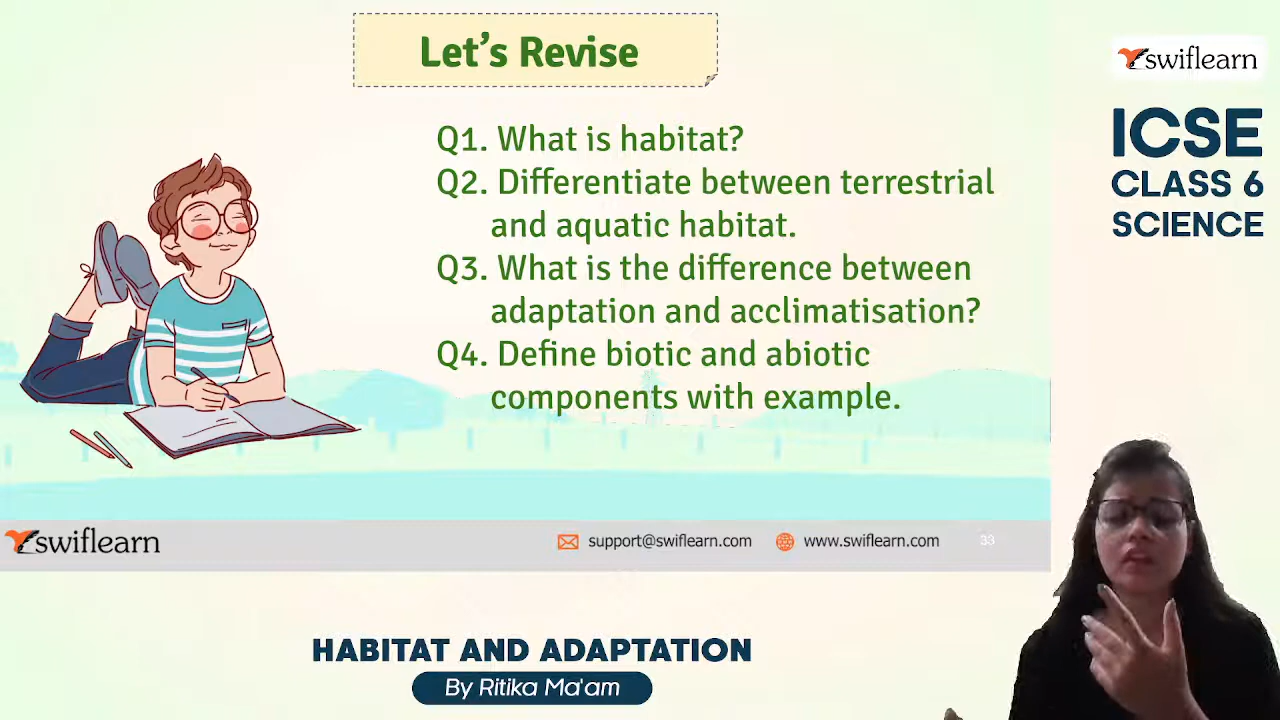 Let's Revise
swiflearn
ICSE
CLASS 6
SCIENCE
Q1. What is habitat?
Q2. Differentiate between terrestrial
and aquatic habitat.
Q3. What is the difference between
adaptation and acclimatisation?
Q4. Define biotic and abiotic
components with example.
swiflearn
support@swiflearn.com
www.swiflearn.com
33
HABITAT AND ADAPTATION
By Ritika Ma'am